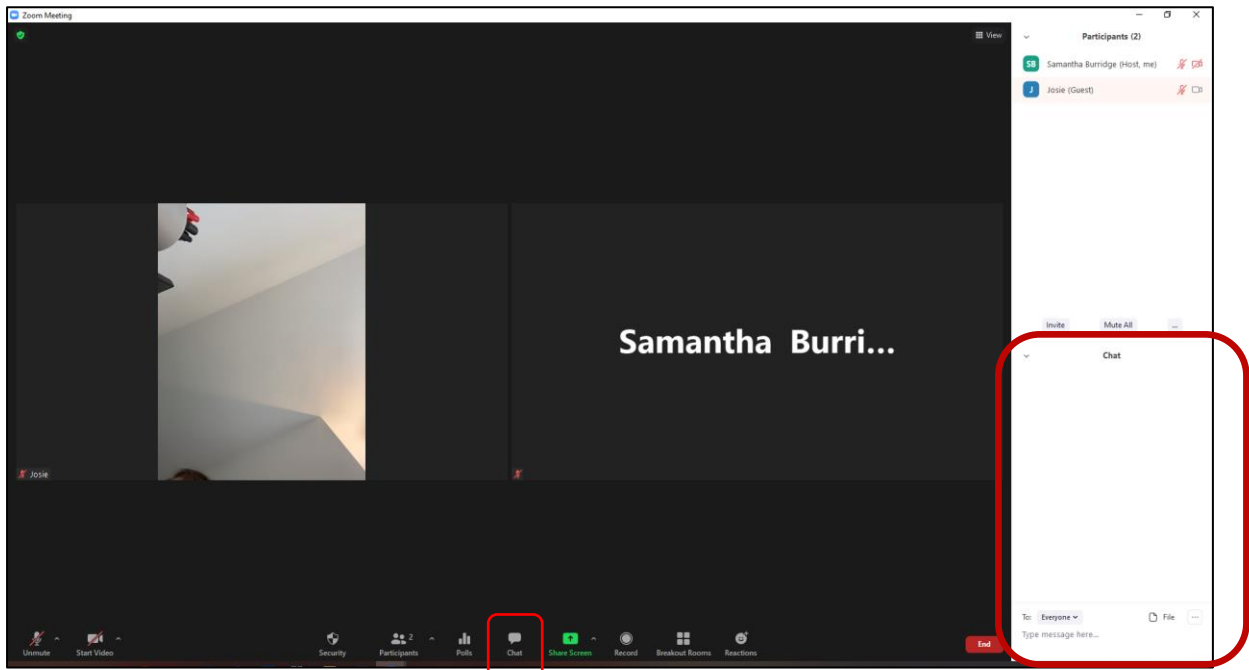 Zoom Meeting
View
Participants (2)
SB Samantha Burridge (Host, me)
J Josie (Guest)
Samantha Burri...
Josie
Invite Mute All ...
Chat
To: Everyone File ...
Type message here...
Unmute Start Video Security Participants 2 Polls Chat Share Screen Record Breakout Rooms Reactions End